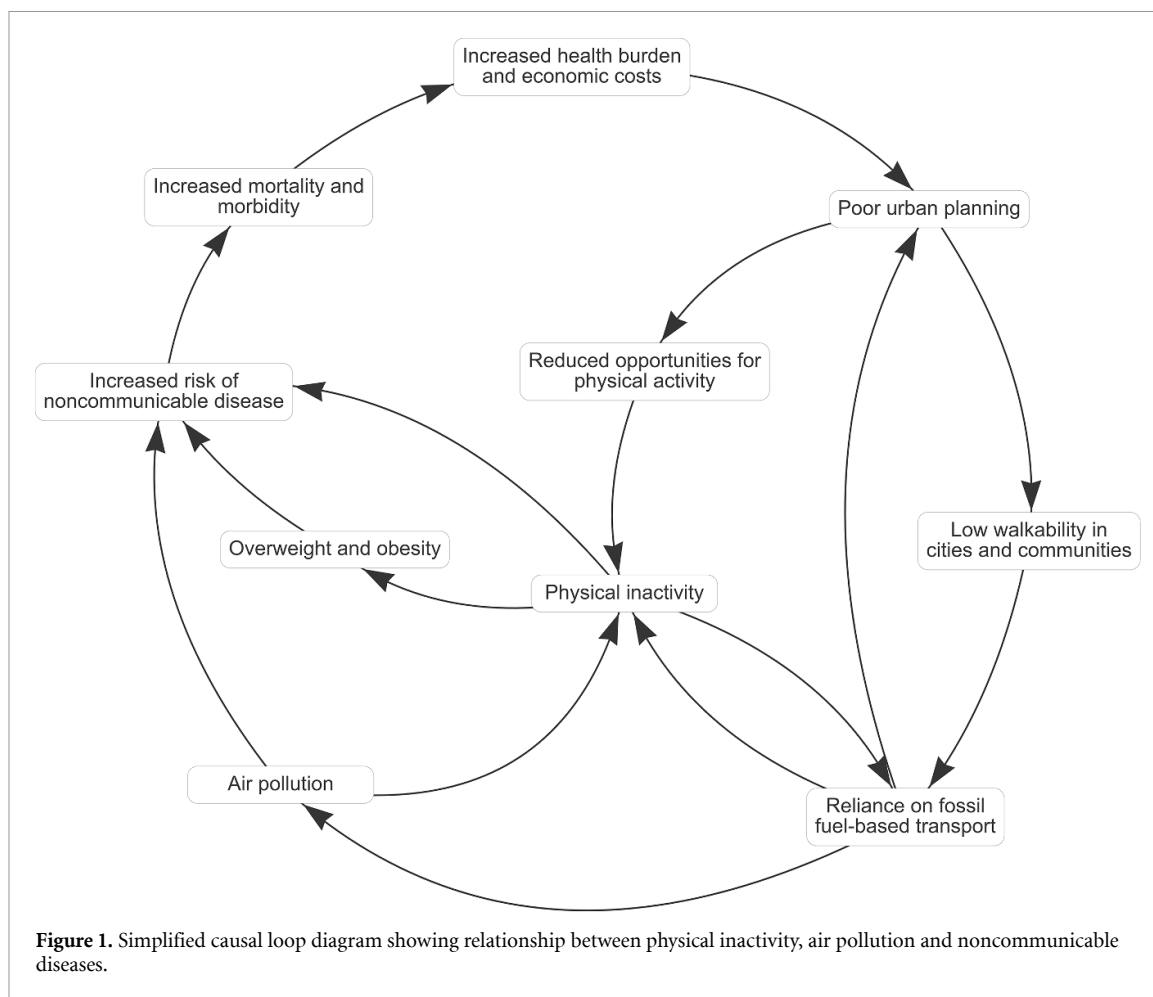 Increased health burden
and economic costs
Increased mortality and
morbidity
Poor urban planning
Reduced opportunities for
physical activity
Increased risk of
noncommunicable disease
Low walkability in
cities and communities
Overweight and obesity
Physical inactivity
Air pollution
Reliance on fossil
fuel-based transport
Figure 1. Simplified causal loop diagram showing relationship between physical inactivity, air pollution and noncommunicable
diseases.